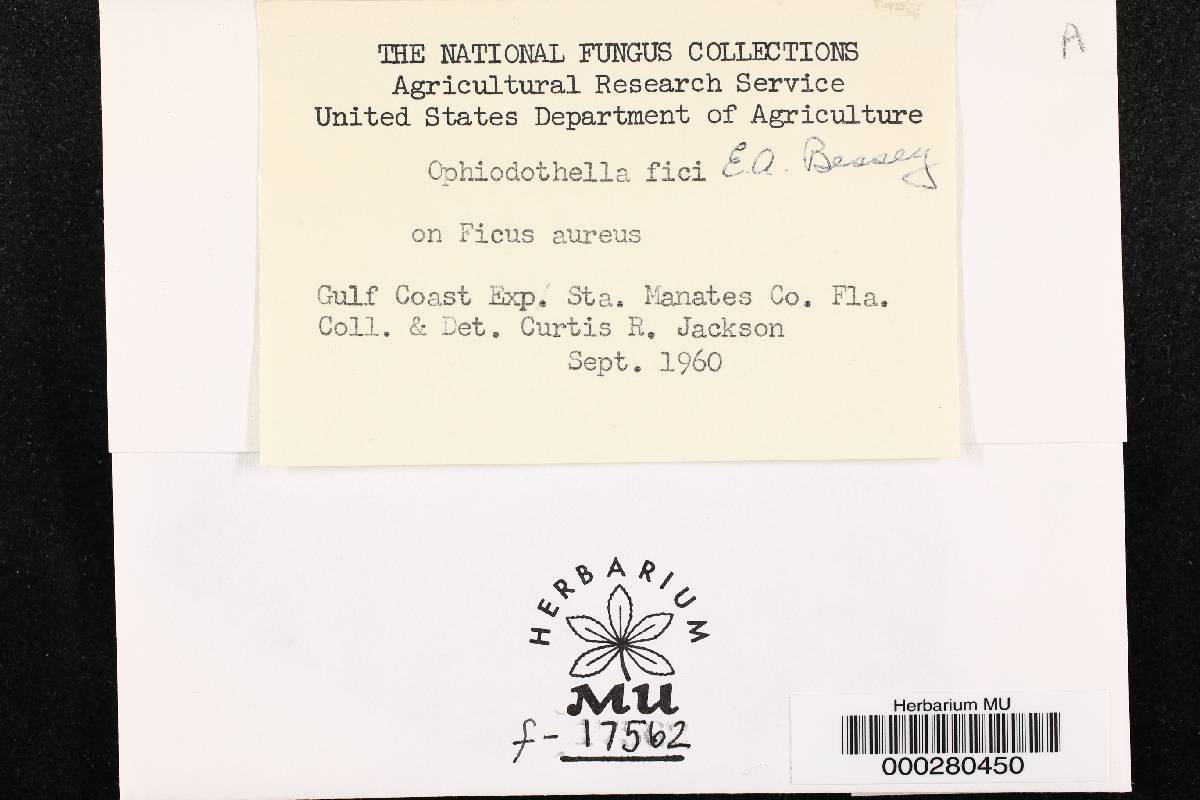 A
THE NATIONAL FUNGUS COLLECTIONS
Agricultural Research Service
United States Department of Agriculture
Ophiodothella fici E.A. Bessey
on Ficus aureus
Gulf Coast Exp. Sta. Manates Co. Fla.
Coll. & Det. Curtis R. Jackson
Sept. 1960
HERBARIUM
MU
f- 17562
Herbarium MU
000280450